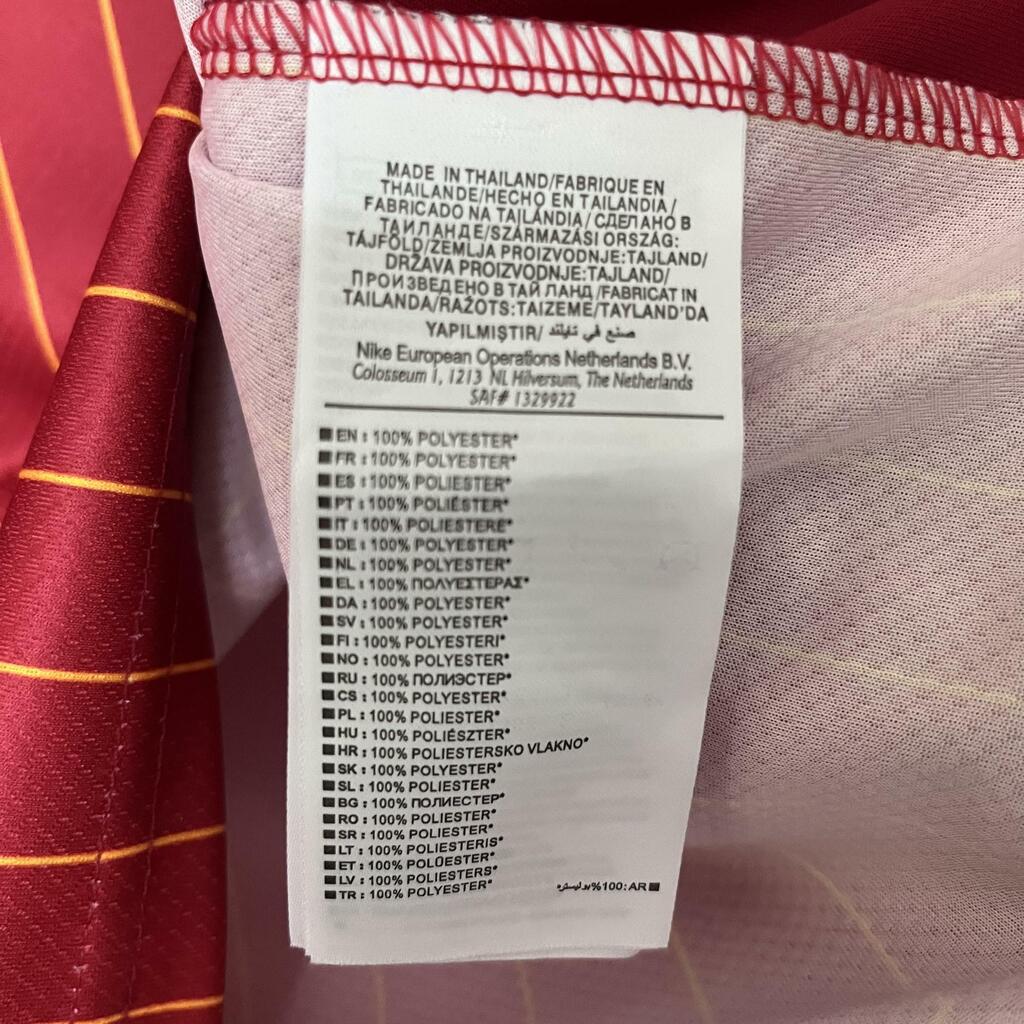 MADE IN THAILAND/FABRIQUE EN
THAILANDE/HECHO EN TAILANDIA /
FABRICADO NA TAILÂNDIA / СДЕЛАНО В
ТАИЛАНДЕ/SZÁRMAZÁSI ORSZÁG:
TÁJFÖLD/ZEMLJA PROIZVODNJE:TAJLAND/
DRŽAVA PROIZVODNJE:TAJLAND/
ПРОИЗВЕДЕНО В ТАЙЛАНД /FABRICAT IN
TAILANDA/RAŽOTS:TAIZEME/TAYLAND'DA
YAPILMIŞTIR/ صنع في تايلند
Nike European Operations Netherlands B.V.
Colosseum 1, 1213 NL Hilversum, The Netherlands
SAF# 1329922
EN : 100% POLYESTER*
FR : 100% POLYESTER*
ES : 100% POLIÉSTER*
PT : 100% POLIÉSTER*
IT : 100% POLIESTERE*
DE : 100% POLYESTER*
NL : 100% POLYESTER*
EL : 100% ΠΟΛΥΕΣΤΕΡΑΣ*
DA : 100% POLYESTER*
SV : 100% POLYESTER*
FI : 100% POLYESTERI*
NO : 100% POLYESTER*
RU : 100% ПОЛИЭСТЕР*
CS : 100% POLYESTER*
PL : 100% POLIESTER*
HU : 100% POLIÉSZTER*
HR : 100% POLIESTERSKO VLAKNO*
SK : 100% POLYESTER*
SL : 100% POLIESTER*
BG : 100% ПОЛИЕСТЕР*
RO : 100% POLIESTER*
SR : 100% POLIESTER*
LT : 100% POLIESTERIS*
ET : 100% POLÜESTER*
LV : 100% POLIESTERS*
TR : 100% POLYESTER*
AR :100% بوليستر*